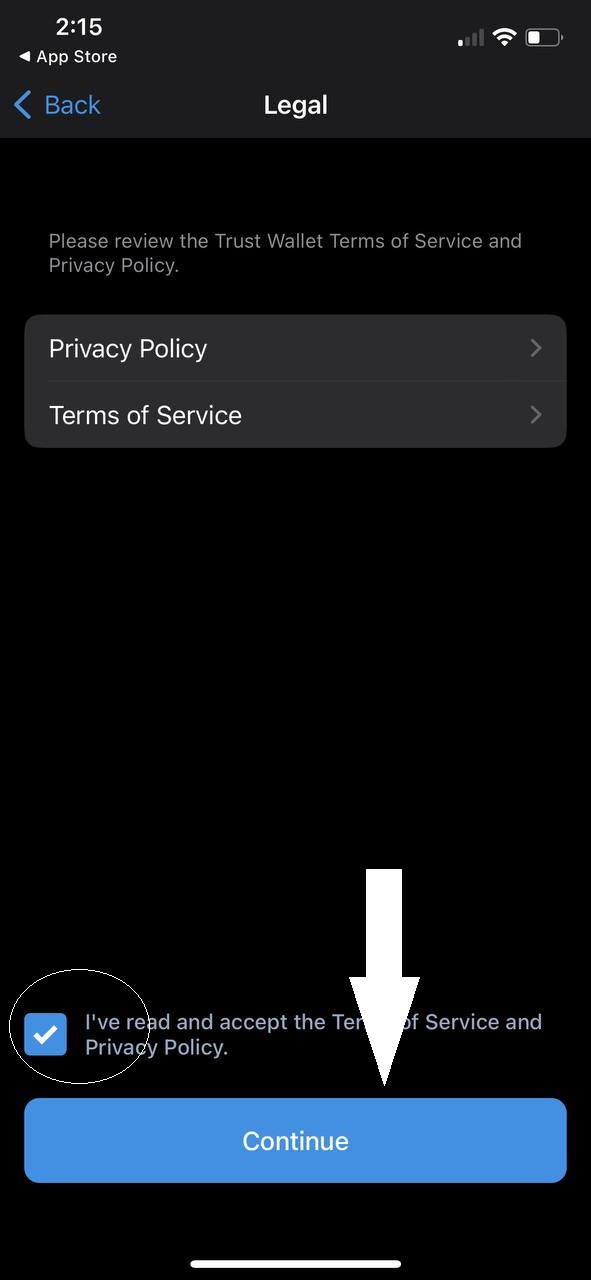 2:15
App Store
Back
Legal
Please review the Trust Wallet Terms of Service and
Privacy Policy.
Privacy Policy
Terms of Service
I've read and accept the Ter of Service and
Privacy Policy.
Continue